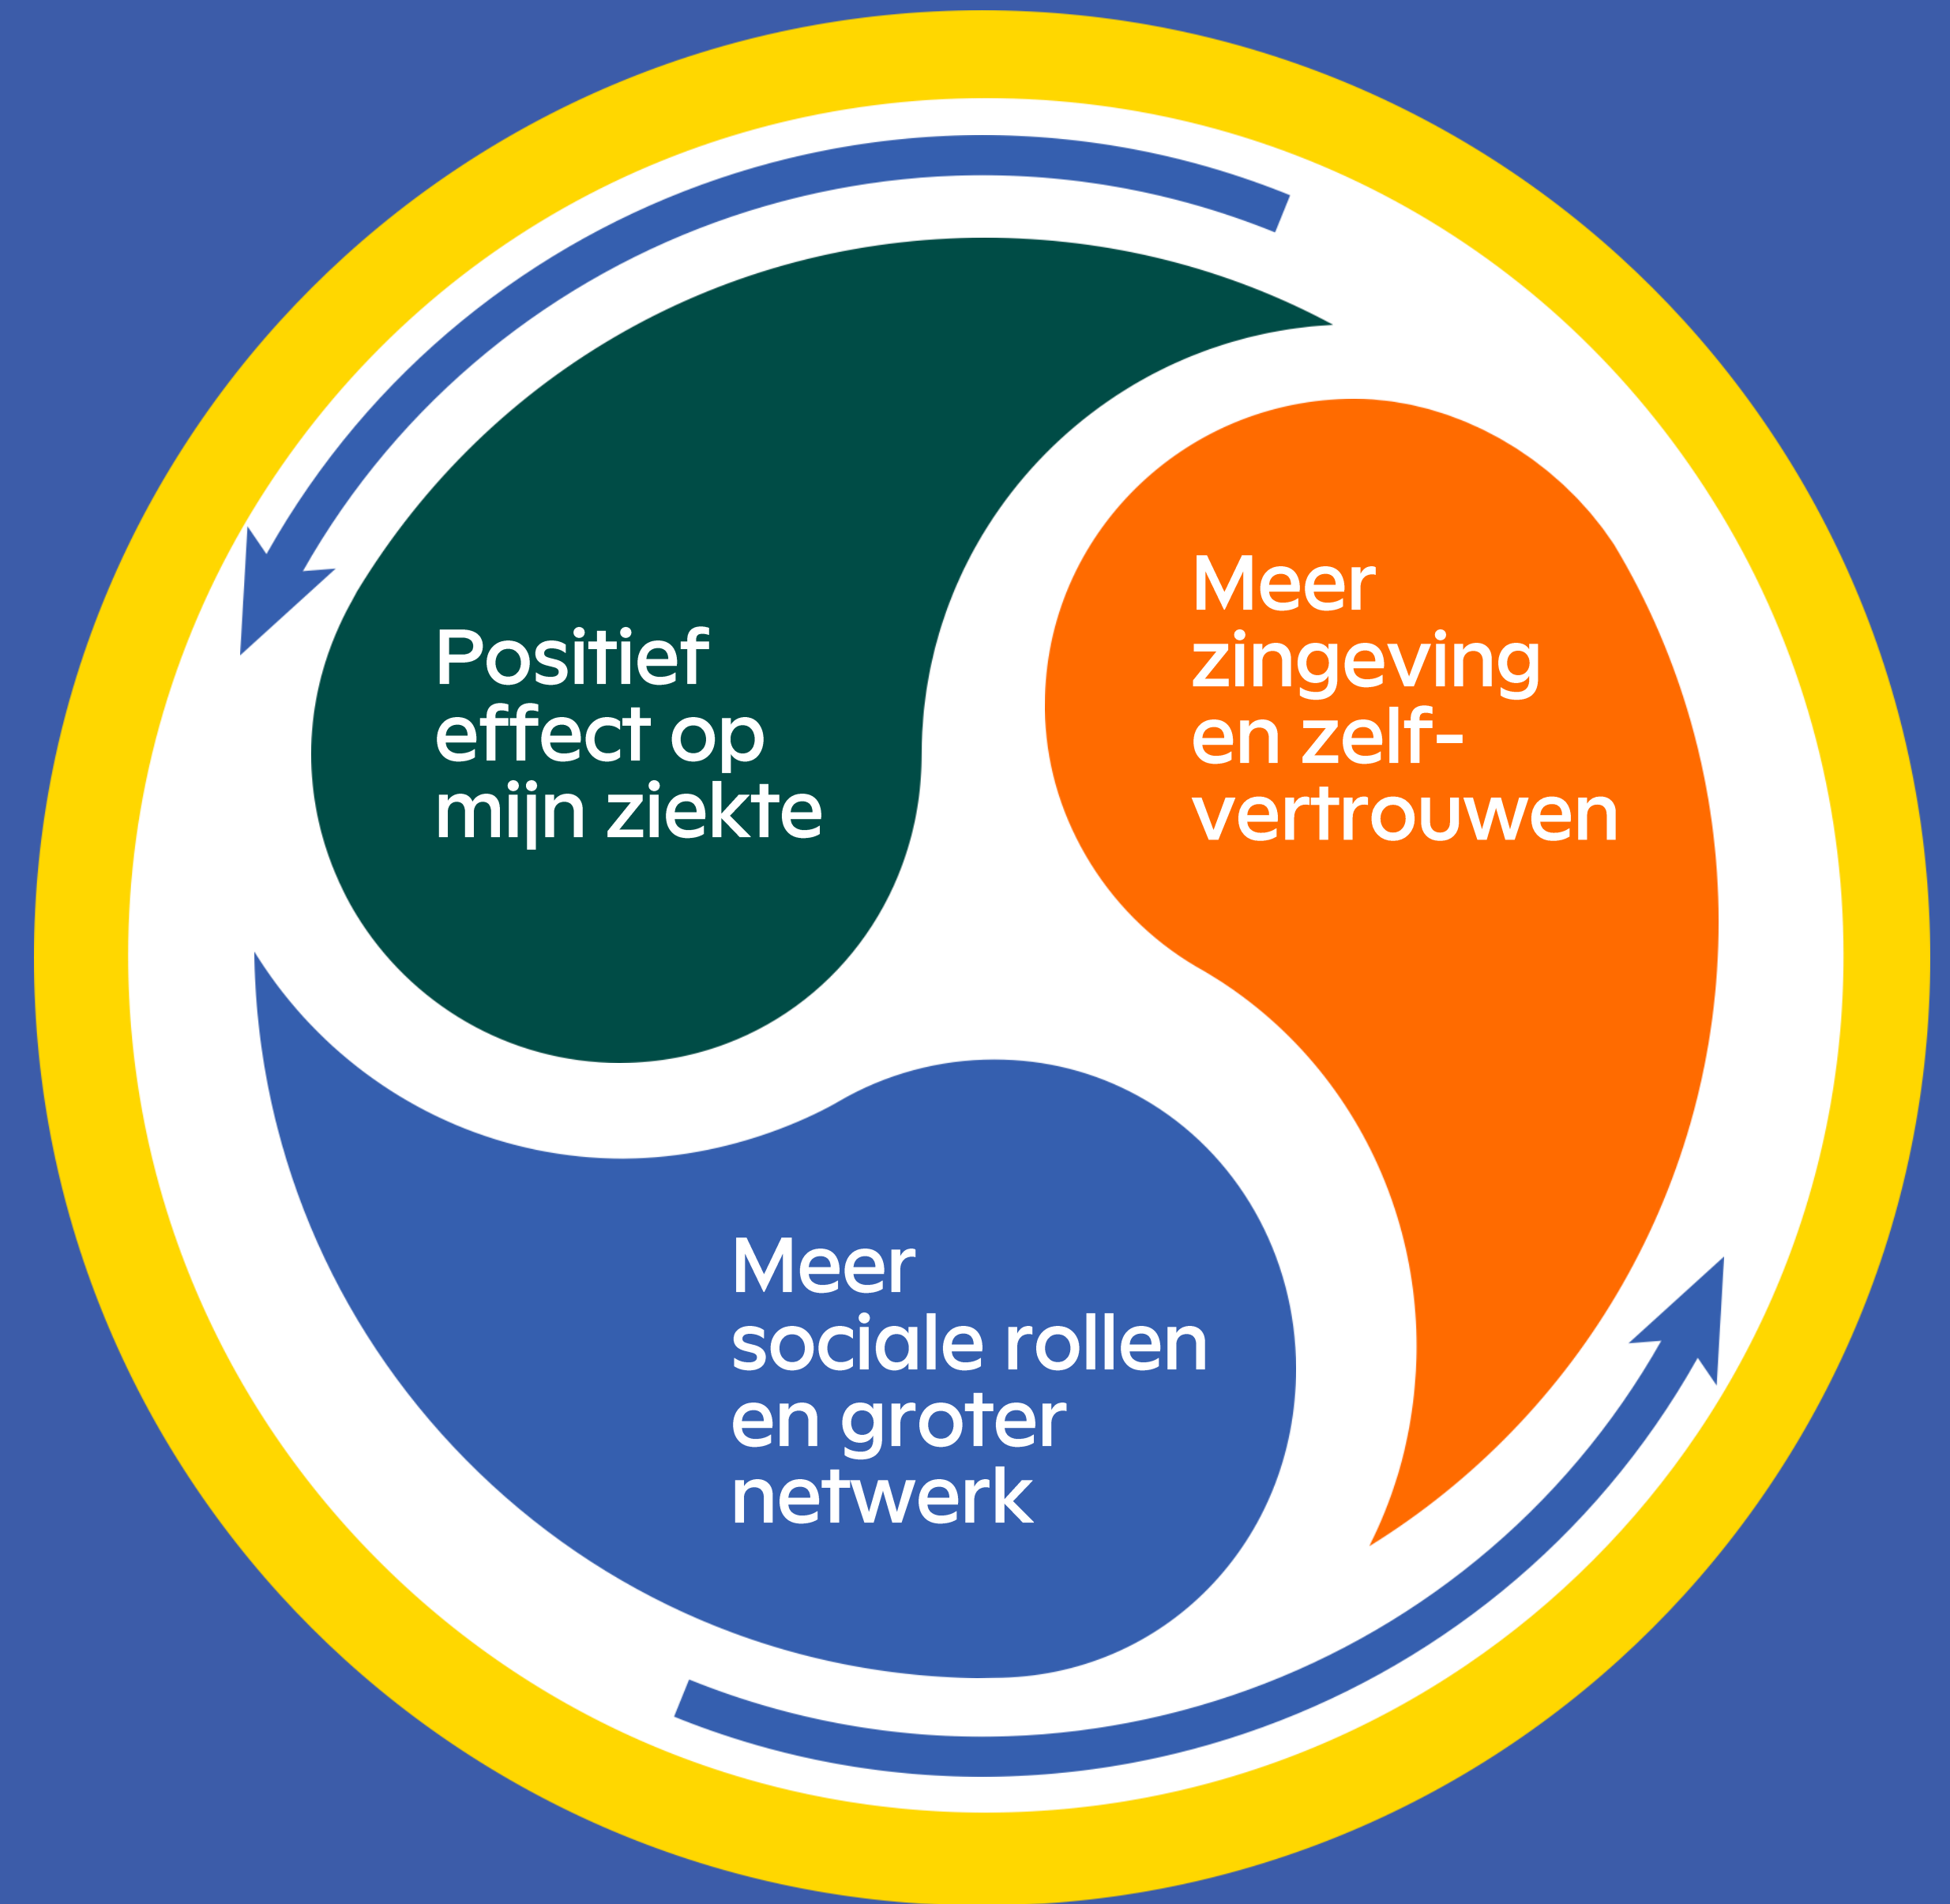 Positief
effect op
mijn ziekte
Meer
zingeving
en zelf-
vertrouwen
Meer
sociale rollen
en groter
netwerk